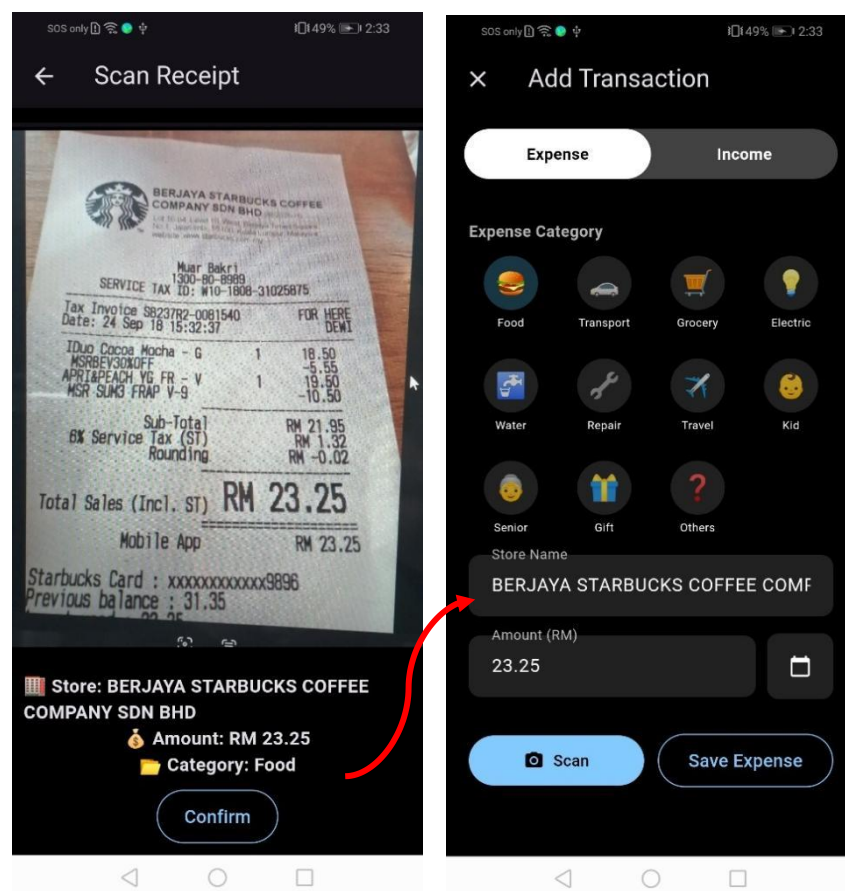 SOS only 49% 2:33
Scan Receipt
BERJAYA STARBUCKS COFFEE
COMPANY SDN BHD
Muar Bakri
1300-80-8989
SERVICE TAX ID: W10-1808-31025875
Tax Invoice S8237R2-0081540 FOR HERE
Date: 24 Sep 18 15:32:37 DEWI
IDuo Cocoa Mocha - G 1 18.50
MSRBEV30%OFF -5.55
APRI&PEACH YG FR - V 1 19.50
MSR SUM3 FRAP V-9 -10.50
Sub-Total RM 21.95
6% Service Tax (ST) RM 1.32
Rounding RM -0.02
Total Sales (Incl. ST) RM 23.25
Mobile App RM 23.25
Starbucks Card : xxxxxxxxxxxx9896
Previous balance : 31.35
Store: BERJAYA STARBUCKS COFFEE
COMPANY SDN BHD
Amount: RM 23.25
Category: Food
Confirm
SOS only 49% 2:33
Add Transaction
Expense Income
Expense Category
Food Transport Grocery Electric
Water Repair Travel Kid
Senior Gift Others
Store Name
BERJAYA STARBUCKS COFFEE COMF
Amount (RM)
23.25
Scan Save Expense